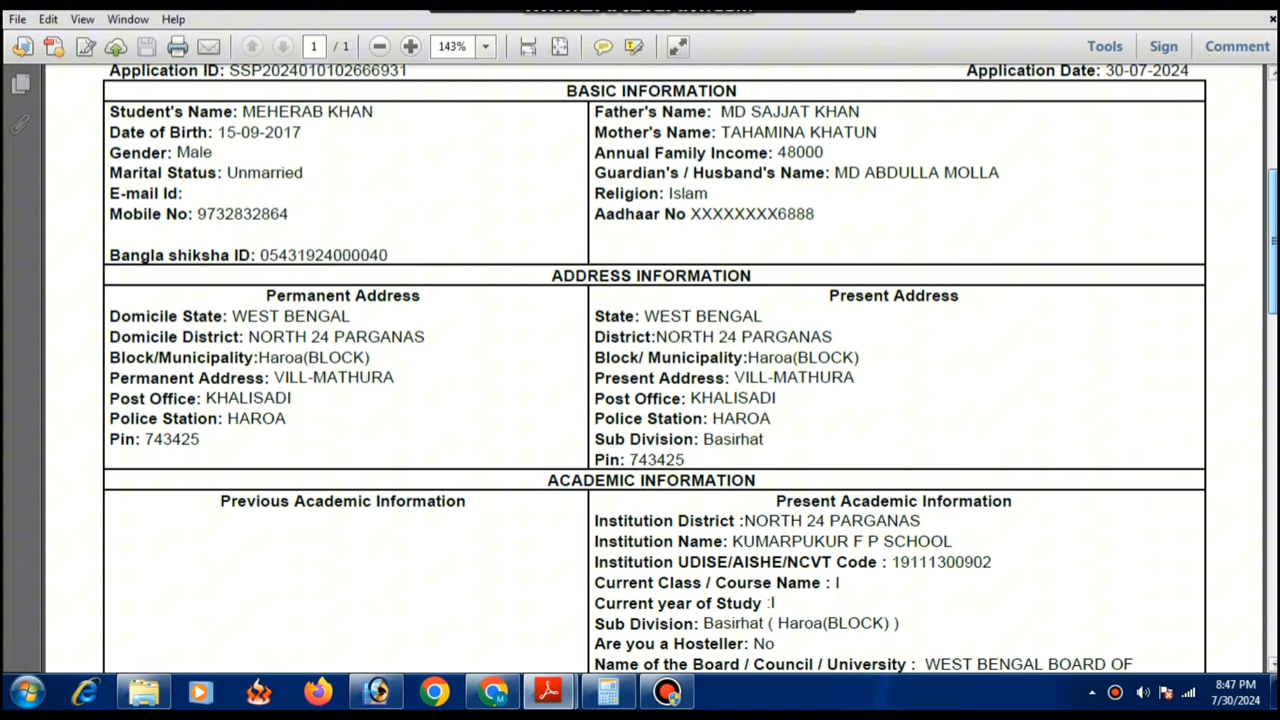 File Edit View Window Help
1 / 1 143% Tools Sign Comment
Application ID: SSP2024010102666931 Application Date: 30-07-2024
BASIC INFORMATION
Student's Name: MEHERAB KHAN
Date of Birth: 15-09-2017
Gender: Male
Marital Status: Unmarried
E-mail Id:
Mobile No: 9732832864
Bangla shiksha ID: 05431924000040
Father's Name: MD SAJJAT KHAN
Mother's Name: TAHAMINA KHATUN
Annual Family Income: 48000
Guardian's / Husband's Name: MD ABDULLA MOLLA
Religion: Islam
Aadhaar No XXXXXXXX6888
ADDRESS INFORMATION
Permanent Address
Domicile State: WEST BENGAL
Domicile District: NORTH 24 PARGANAS
Block/Municipality:Haroa(BLOCK)
Permanent Address: VILL-MATHURA
Post Office: KHALISADI
Police Station: HAROA
Pin: 743425
Present Address
State: WEST BENGAL
District:NORTH 24 PARGANAS
Block/ Municipality:Haroa(BLOCK)
Present Address: VILL-MATHURA
Post Office: KHALISADI
Police Station: HAROA
Sub Division: Basirhat
Pin: 743425
ACADEMIC INFORMATION
Previous Academic Information
Present Academic Information
Institution District :NORTH 24 PARGANAS
Institution Name: KUMARPUKUR F P SCHOOL
Institution UDISE/AISHE/NCVT Code : 19111300902
Current Class / Course Name : I
Current year of Study :I
Sub Division: Basirhat ( Haroa(BLOCK) )
Are you a Hosteller: No
Name of the Board / Council / University : WEST BENGAL BOARD OF
8:47 PM
7/30/2024